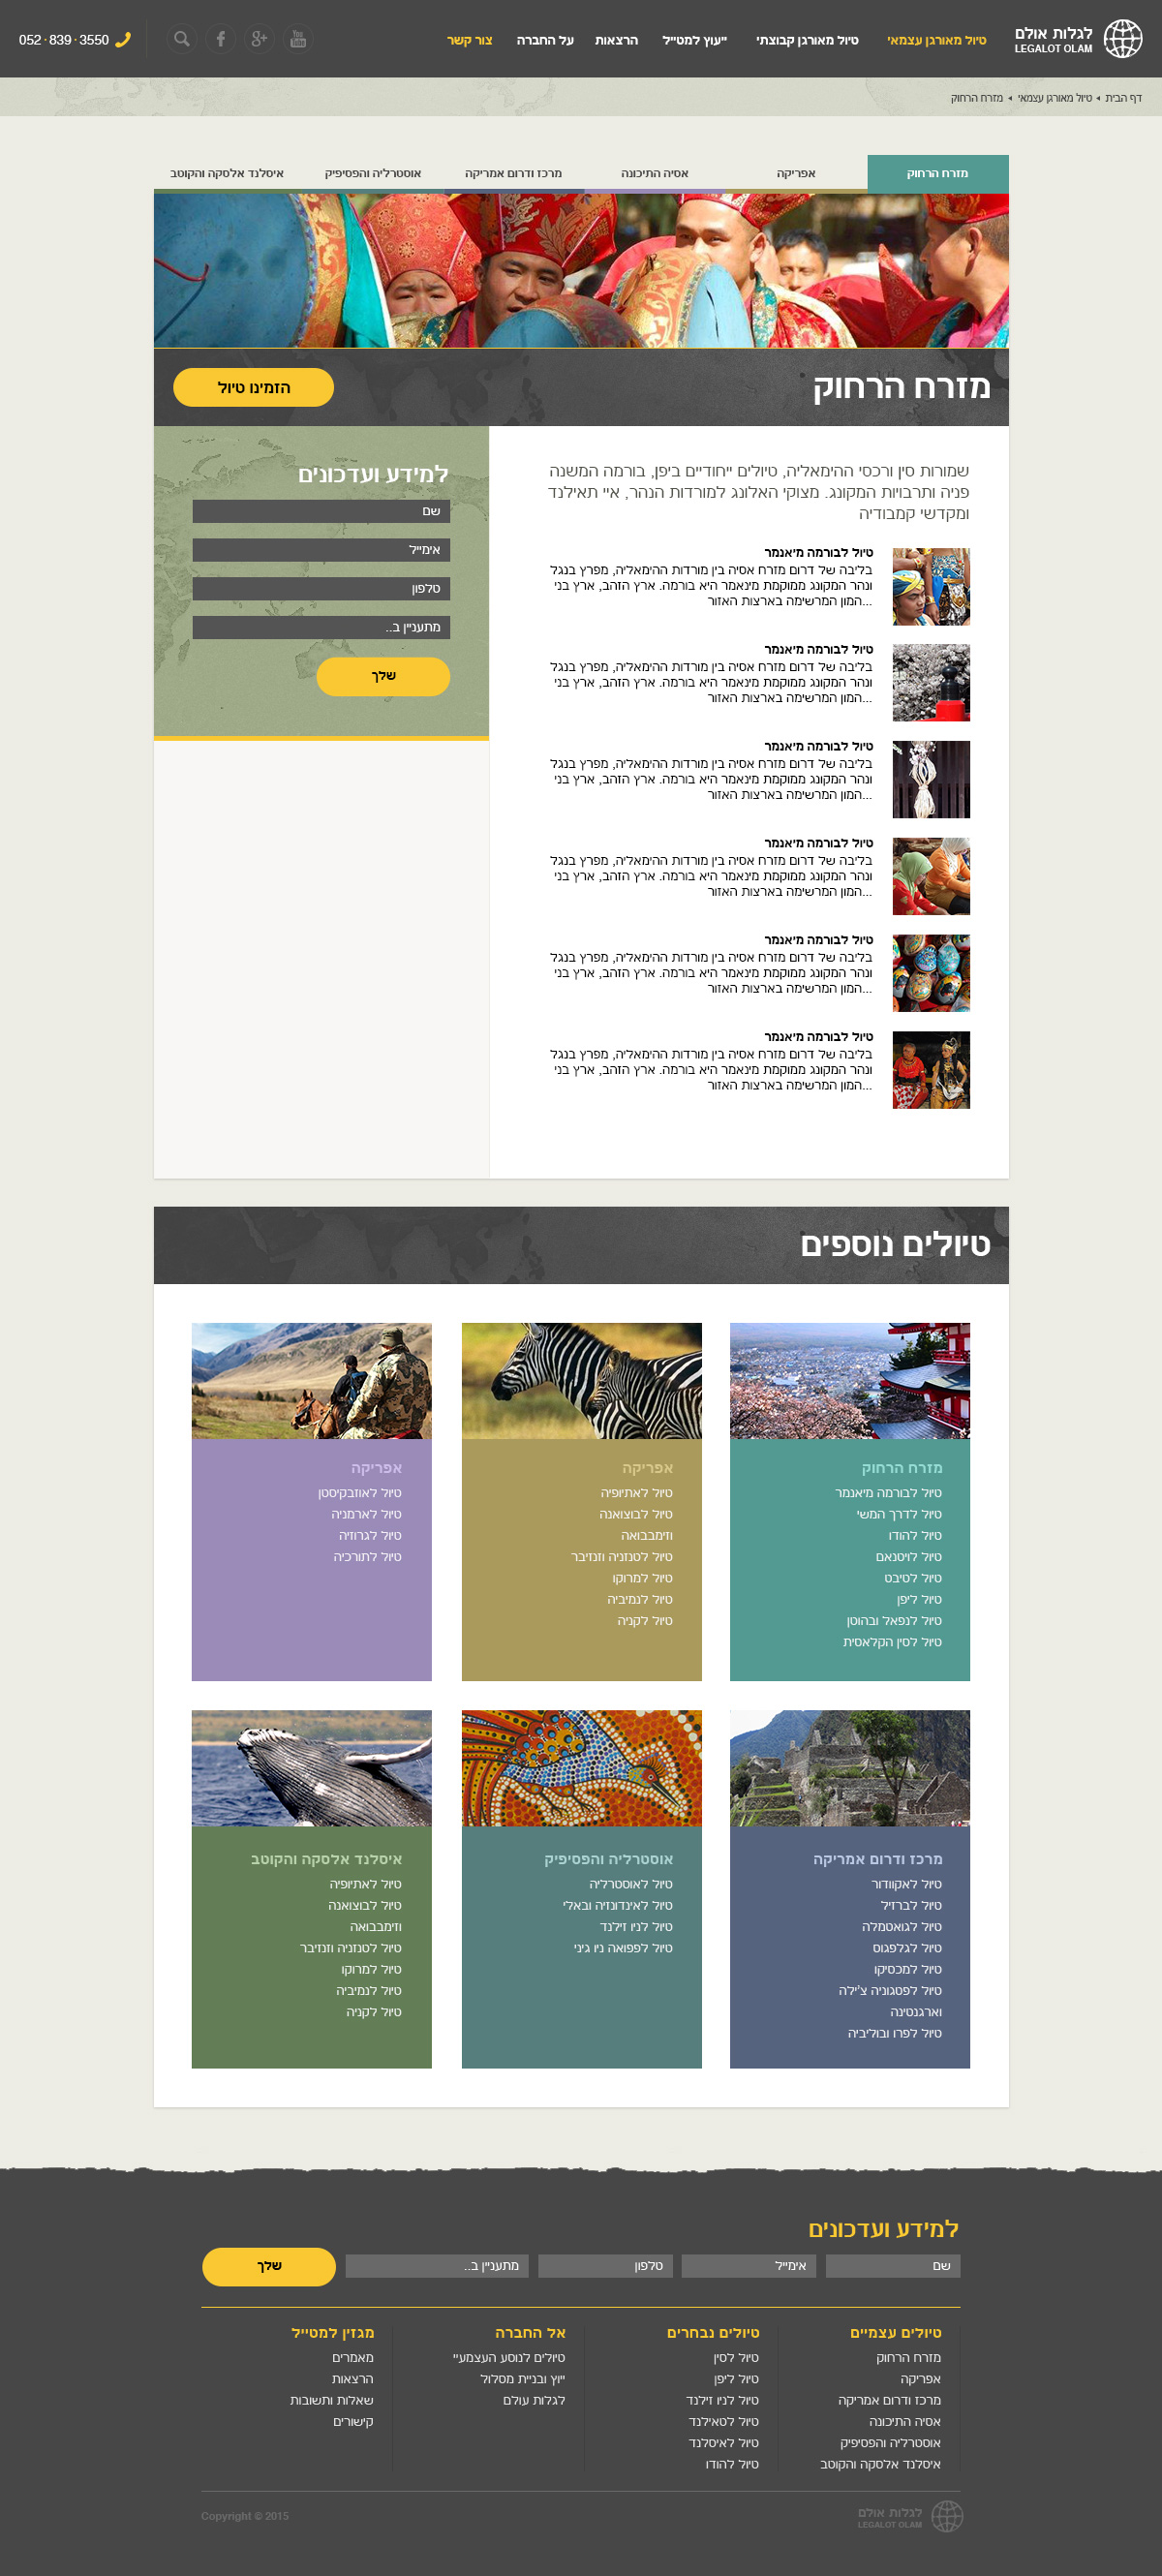 לגלות אולם
LEGALOT OLAM
טיול מאורגן עצמאי
טיול מאורגן קבוצתי
ייעוץ למטייל
הרצאות
על החברה
צור קשר
You Tube
052·839·3550
דף הבית
טיול מאורגן עצמאי
מזרח הרחוק
מזרח הרחוק
אפריקה
אסיה התיכונה
מרכז ודרום אמריקה
אוסטרליה והפסיפיק
איסלנד אלסקה והקוטב
מזרח הרחוק
הזמינו טיול
שמורות סין ורכסי ההימאליה, טיולים ייחודיים ביפן, בורמה המשנה
פניה ותרבויות המקונג. מצוקי האלונג למורדות הנהר, איי תאילנד
ומקדשי קמבודיה
טיול לבורמה מיאנמר
בליבה של דרום מזרח אסיה בין מורדות ההימאליה, מפרץ בנגל
ונהר המקונג ממוקמת מינאמר היא בורמה. ארץ הזהב, ארץ בני
המון המרשימה בארצות האזור...
טיול לבורמה מיאנמר
בליבה של דרום מזרח אסיה בין מורדות ההימאליה, מפרץ בנגל
ונהר המקונג ממוקמת מינאמר היא בורמה. ארץ הזהב, ארץ בני
המון המרשימה בארצות האזור...
טיול לבורמה מיאנמר
בליבה של דרום מזרח אסיה בין מורדות ההימאליה, מפרץ בנגל
ונהר המקונג ממוקמת מינאמר היא בורמה. ארץ הזהב, ארץ בני
המון המרשימה בארצות האזור...
טיול לבורמה מיאנמר
בליבה של דרום מזרח אסיה בין מורדות ההימאליה, מפרץ בנגל
ונהר המקונג ממוקמת מינאמר היא בורמה. ארץ הזהב, ארץ בני
המון המרשימה בארצות האזור...
טיול לבורמה מיאנמר
בליבה של דרום מזרח אסיה בין מורדות ההימאליה, מפרץ בנגל
ונהר המקונג ממוקמת מינאמר היא בורמה. ארץ הזהב, ארץ בני
המון המרשימה בארצות האזור...
טיול לבורמה מיאנמר
בליבה של דרום מזרח אסיה בין מורדות ההימאליה, מפרץ בנגל
ונהר המקונג ממוקמת מינאמר היא בורמה. ארץ הזהב, ארץ בני
המון המרשימה בארצות האזור...
למידע ועדכונים
שם
אימייל
טלפון
מתעניין ב..
שלך
טיולים נוספים
מזרח הרחוק
טיול לבורמה מיאנמר
טיול לדרך המשי
טיול להודו
טיול לויטנאם
טיול לטיבט
טיול ליפן
טיול לנפאל ובהוטן
טיול לסין הקלאסית
אפריקה
טיול לאתיופיה
טיול לבוצואנה
וזימבבואה
טיול לטנזניה וזנזיבר
טיול למרוקו
טיול לנמיביה
טיול לקניה
אפריקה
טיול לאוזבקיסטן
טיול לארמניה
טיול לגרוזיה
טיול לתורכיה
מרכז ודרום אמריקה
טיול לאקוודור
טיול לברזיל
טיול לגואטמלה
טיול לגלפגוס
טיול למכסיקו
טיול לפטגוניה צ'ילה
וארגנטינה
טיול לפרו ובוליביה
אוסטרליה והפסיפיק
טיול לאוסטרליה
טיול לאינדונזיה ובאלי
טיול לניו זילנד
טיול לפפואה ניו גיני
איסלנד אלסקה והקוטב
טיול לאתיופיה
טיול לבוצואנה
וזימבבואה
טיול לטנזניה וזנזיבר
טיול למרוקו
טיול לנמיביה
טיול לקניה
למידע ועדכונים
שם
אימייל
טלפון
מתעניין ב..
שלך
טיולים עצמיים
מזרח הרחוק
אפריקה
מרכז ודרום אמריקה
אסיה התיכונה
אוסטרליה והפסיפיק
איסלנד אלסקה והקוטב
טיולים נבחרים
טיול לסין
טיול ליפן
טיול לניו זילנד
טיול לטאילנד
טיול לאיסלנד
טיול להודו
אל החברה
טיולים לנוסע העצמעיי
ייוץ ובניית מסלול
לגלות עולם
מגזין למטייל
מאמרים
הרצאות
שאלות ותשובות
קישורים
לגלות אולם
LEGALOT OLAM
Copyright © 2015